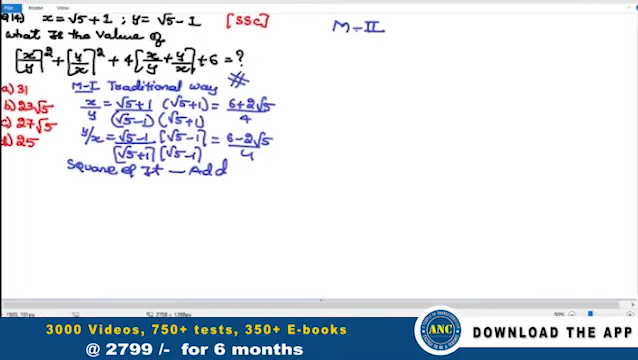 File Home View
Q14) x = √5+1 ; y = √5-1 [SSC]
What Is the Value of
[x/y]² + [y/x]² + 4[x/y + y/x] + 6 = ?
a) 31
b) 23√5
c) 27√5
d) 25
M-I Traditional way #
x/y = (√5+1)(√5+1) / (√5-1)(√5+1) = 6+2√5 / 4
y/x = √5-1 [√5-1] / [√5+1] [√5-1] = 6-2√5 / 4
Square of It — Add
M-II
3000 Videos, 750+ tests, 350+ E-books
@ 2799 /- for 6 months
ANC
DOWNLOAD THE APP